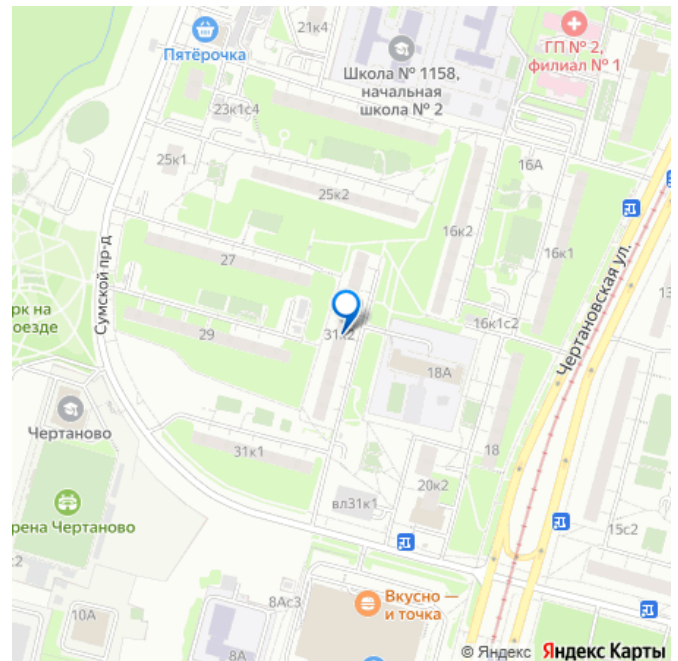 21к4
Пятёрочка
ГП № 2,
филиал № 1
Школа № 1158,
начальная
школа № 2
23к1с4
25к1
16А
25к2
16к2
16к1
Сумской пр-д
27
Чертановская ул.
13
рк на
оезде
31к2
16к1с2
29
18А
Чертаново
31к1
18
20к2
вл31к1
рена Чертаново
15с2
с2
8Ас3
Вкусно —
и точка
10А
8А
© Яндекс Яндекс Карты